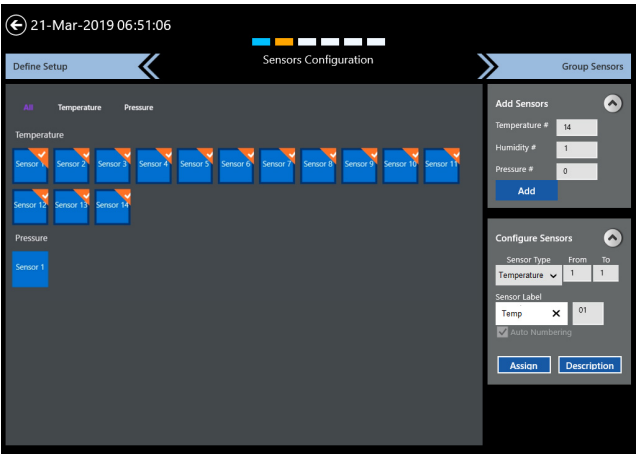 21-Mar-2019 06:51:06
Define Setup
Sensors Configuration
Group Sensors
All Temperature Pressure
Temperature
Sensor 1 Sensor 2 Sensor 3 Sensor 4 Sensor 5 Sensor 6 Sensor 7 Sensor 8 Sensor 9 Sensor 10 Sensor 11
Sensor 12 Sensor 13 Sensor 14
Pressure
Sensor 1
Add Sensors
Temperature # 14
Humidity # 1
Pressure # 0
Add
Configure Sensors
Sensor Type From To
Temperature 1 1
Sensor Label
Temp X 01
Auto Numbering
Assign Description